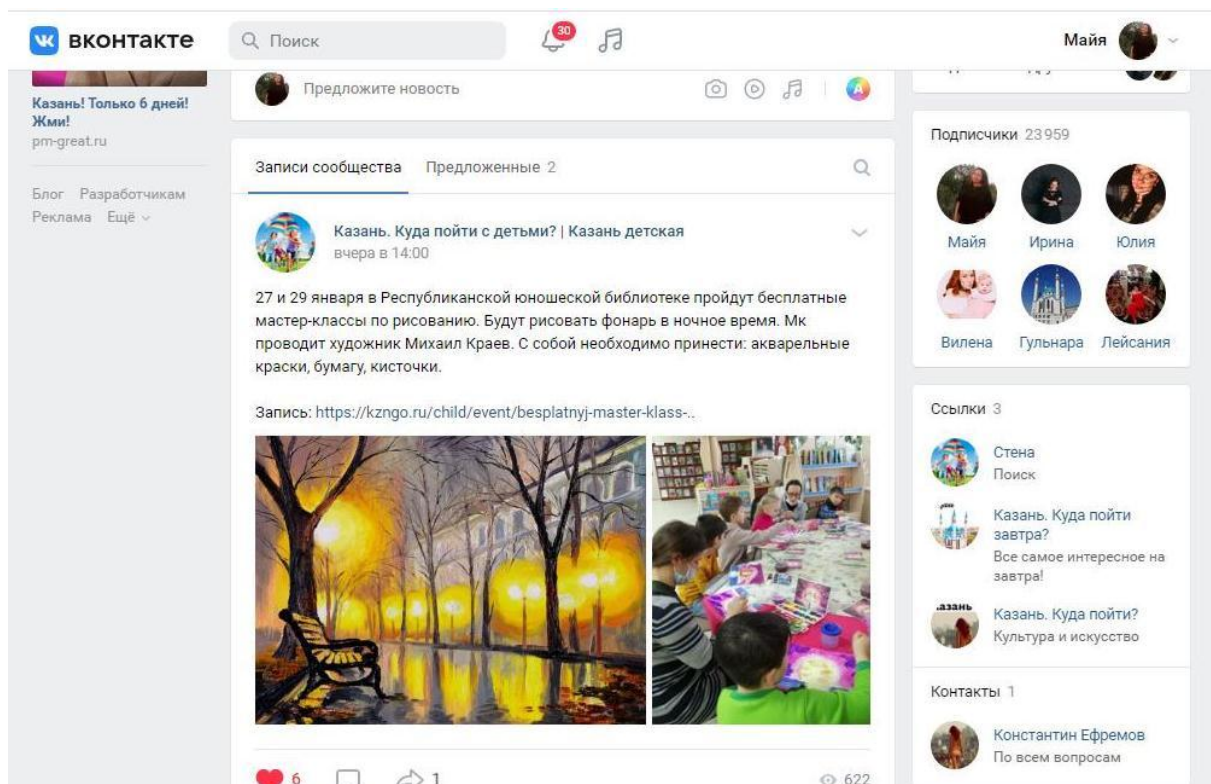 вконтакте
Поиск
30
Майя
Казань! Только 6 дней!
Жми!
pm-great.ru
Блог Разработчикам
Реклама Ещё
Предложите новость
Записи сообщества Предложенные 2
Казань. Куда пойти с детьми? | Казань детская
вчера в 14:00
27 и 29 января в Республиканской юношеской библиотеке пройдут бесплатные
мастер-классы по рисованию. Будут рисовать фонарь в ночное время. Мк
проводит художник Михаил Краев. С собой необходимо принести: акварельные
краски, бумагу, кисточки.
Запись: https://kzngo.ru/child/event/besplatnyj-master-klass-..
6
1
622
Подписчики 23 959
Майя Ирина Юлия
Вилена Гульнара Лейсания
Ссылки 3
Стена
Поиск
Казань. Куда пойти
завтра?
Все самое интересное на
завтра!
Казань. Куда пойти?
Культура и искусство
Контакты 1
Константин Ефремов
По всем вопросам